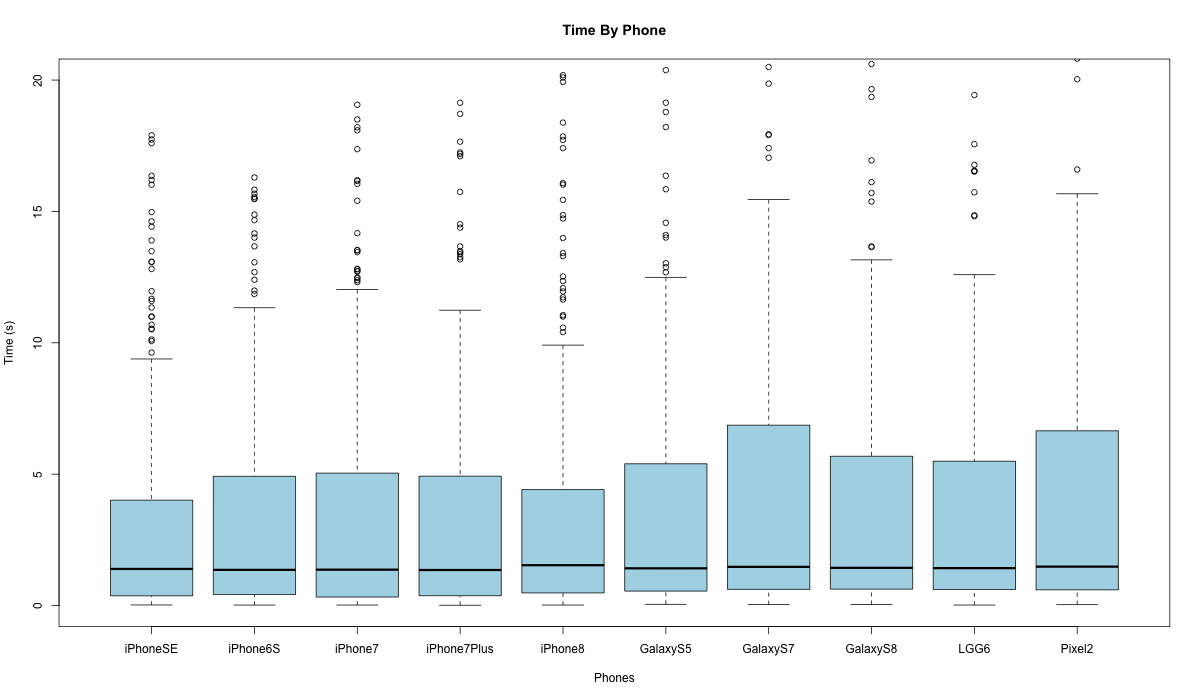 Time By Phone
Time (s)
20
15
10
5
0
iPhoneSE iPhone6S iPhone7 iPhone7Plus iPhone8 GalaxyS5 GalaxyS7 GalaxyS8 LGG6 Pixel2
Phones